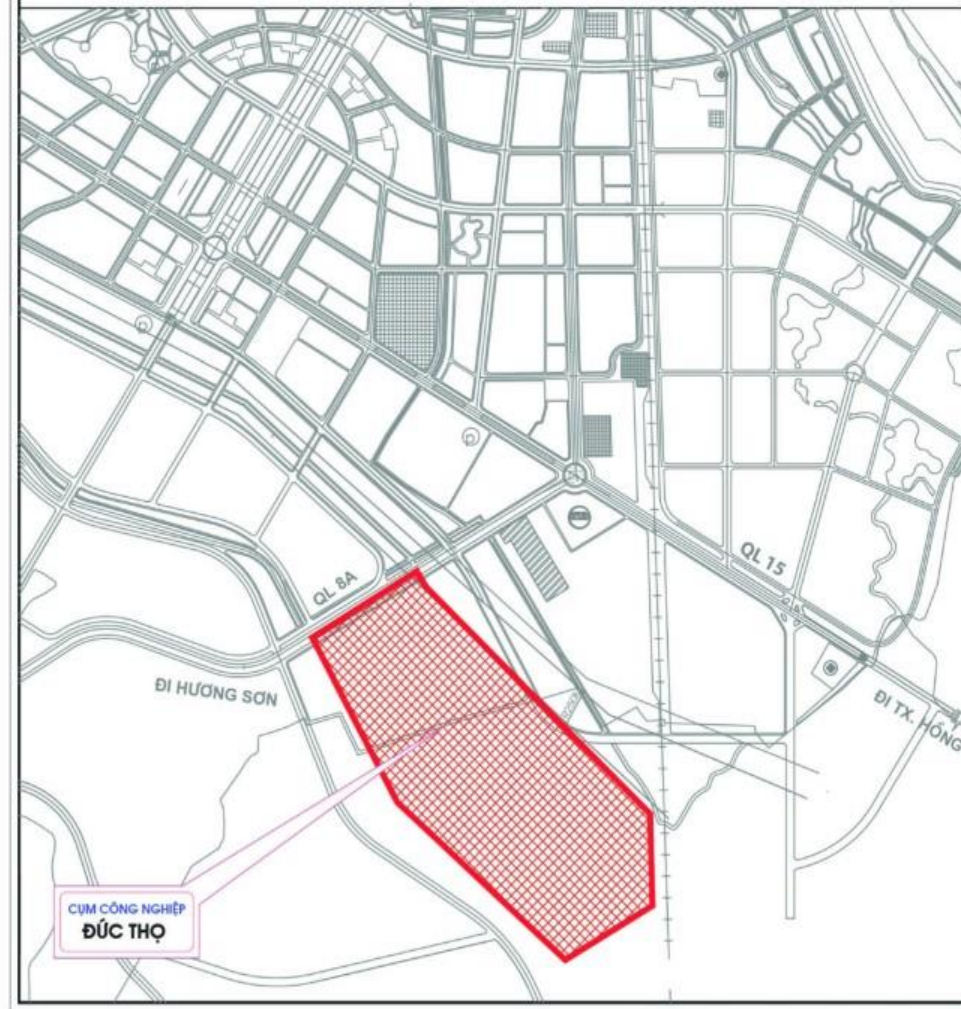 QL 15
QL 8A
ĐI HƯƠNG SƠN
ĐI TX. HỒNG
CỤM CÔNG NGHIỆP
ĐỨC THỌ